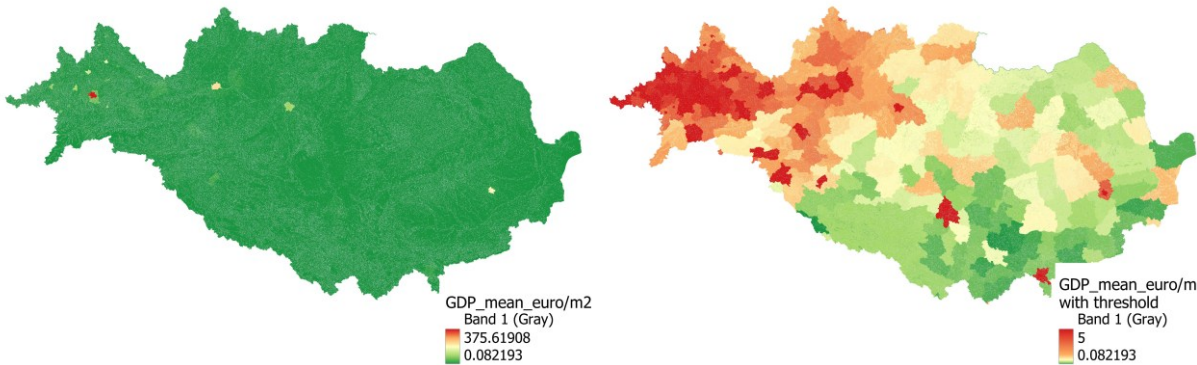 GDP_mean_euro/m2
Band 1 (Gray)
375.61908
0.082193
GDP_mean_euro/m
with threshold
Band 1 (Gray)
5
0.082193